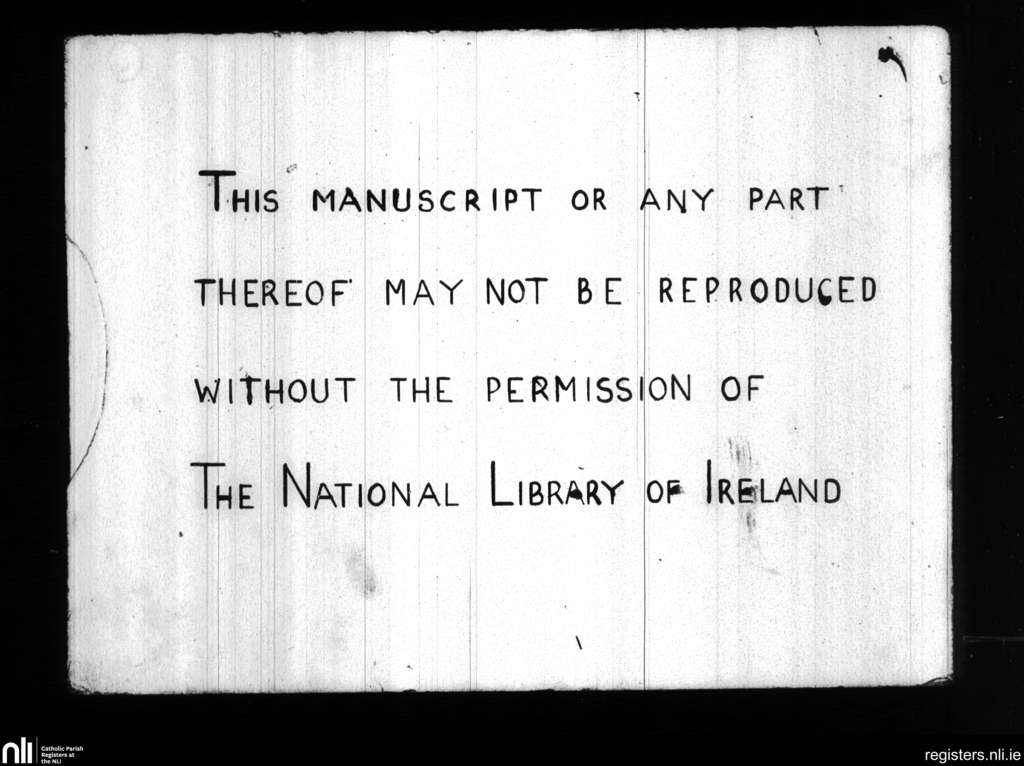 THIS MANUSCRIPT OR ANY PART
THEREOF MAY NOT BE REPRODUCED
WITHOUT THE PERMISSION OF
THE NATIONAL LIBRARY OF IRELAND
nli
Catholic Parish
Registers at
the NLI
registers.nli.ie